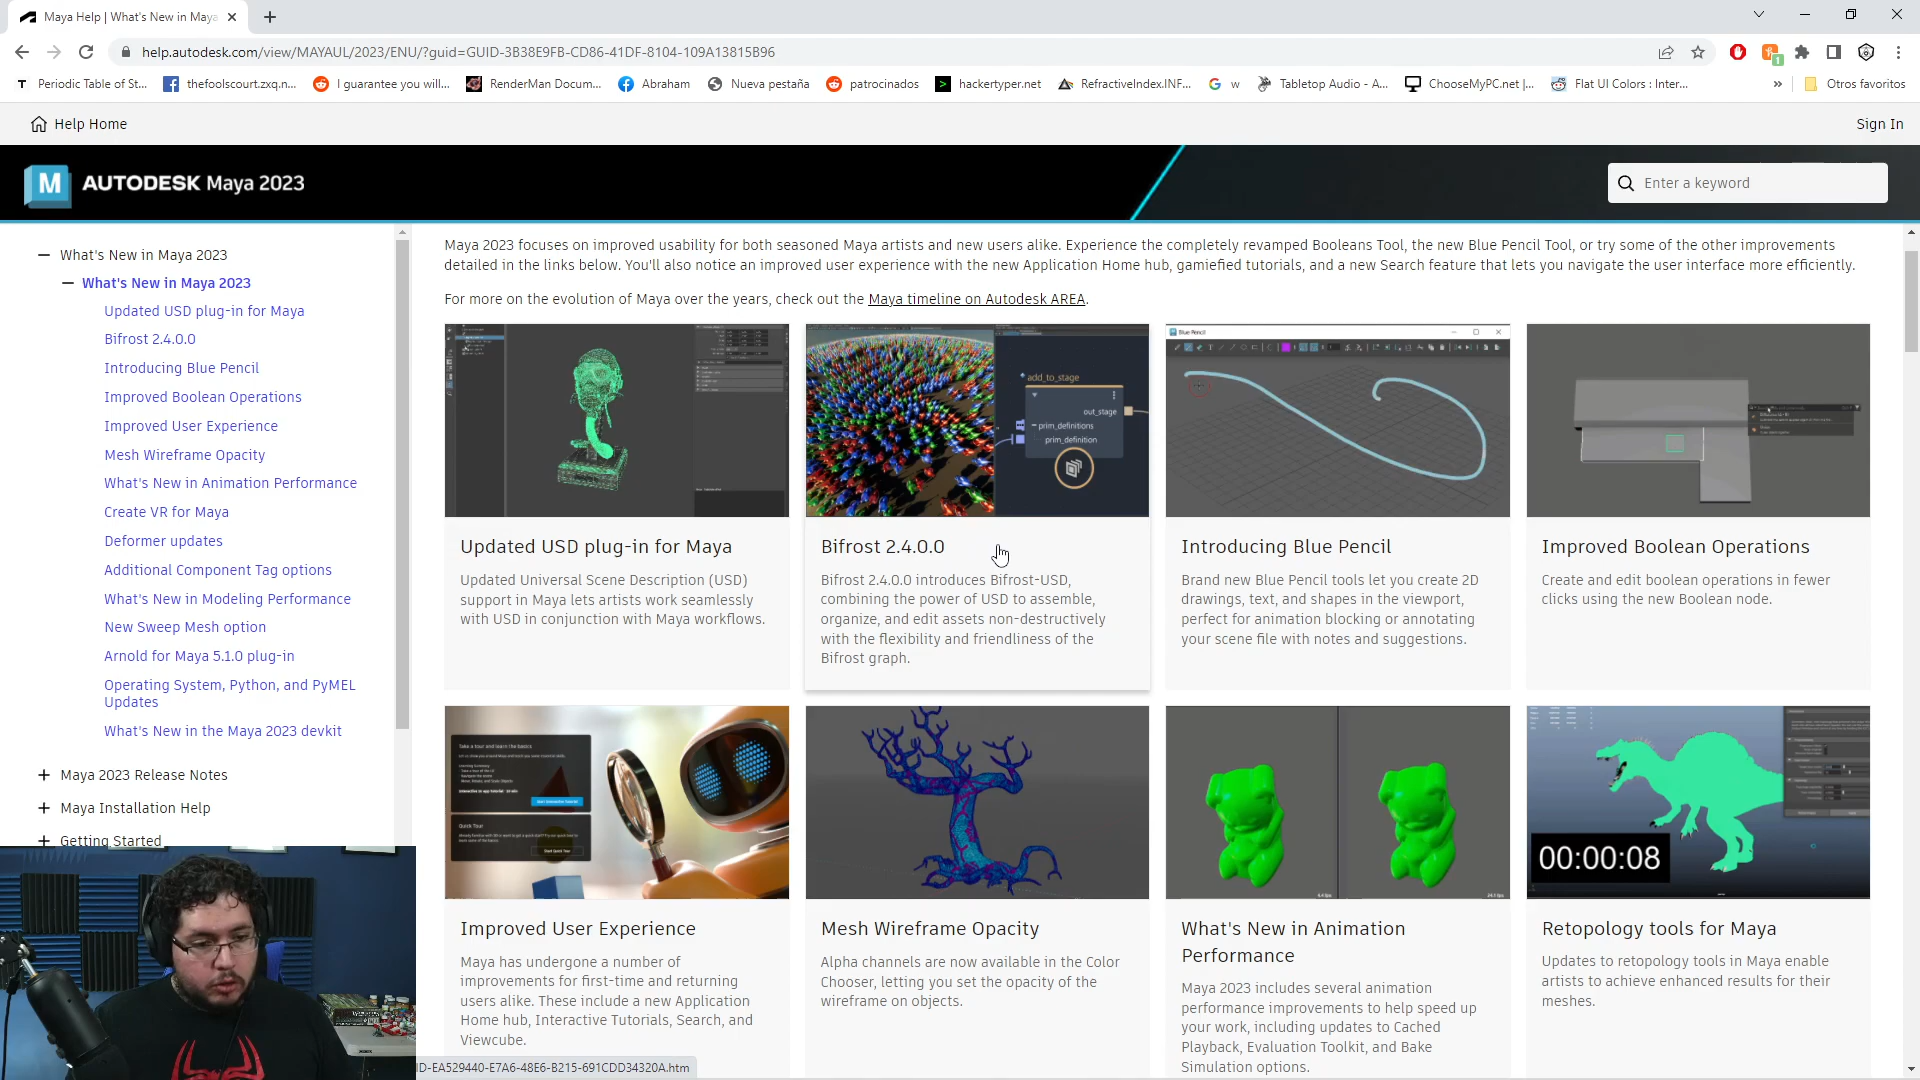 Maya Help | What's New in Maya
help.autodesk.com/view/MAYAUL/2023/ENU/?guid=GUID-3B38E9FB-CD86-41DF-8104-109A13815B96
Periodic Table of St...
thefoolscourt.zxq.n...
I guarantee you will...
RenderMan Docum...
Abraham
Nueva pestaña
patrocinados
hackertyper.net
RefractiveIndex.INF...
w
Tabletop Audio - A...
ChooseMyPC.net |...
Flat UI Colors : Inter...
Otros favoritos
Help Home
Sign In
M AUTODESK Maya 2023
Enter a keyword
What's New in Maya 2023
What's New in Maya 2023
Updated USD plug-in for Maya
Bifrost 2.4.0.0
Introducing Blue Pencil
Improved Boolean Operations
Improved User Experience
Mesh Wireframe Opacity
What's New in Animation Performance
Create VR for Maya
Deformer updates
Additional Component Tag options
What's New in Modeling Performance
New Sweep Mesh option
Arnold for Maya 5.1.0 plug-in
Operating System, Python, and PyMEL
Updates
What's New in the Maya 2023 devkit
Maya 2023 Release Notes
Maya Installation Help
Getting Started
Maya 2023 focuses on improved usability for both seasoned Maya artists and new users alike. Experience the completely revamped Booleans Tool, the new Blue Pencil Tool, or try some of the other improvements
detailed in the links below. You'll also notice an improved user experience with the new Application Home hub, gamiefied tutorials, and a new Search feature that lets you navigate the user interface more efficiently.
For more on the evolution of Maya over the years, check out the Maya timeline on Autodesk AREA.
add_to_stage
out_stage
prim_definitions
prim_definition
Blue Pencil
Updated USD plug-in for Maya
Updated Universal Scene Description (USD)
support in Maya lets artists work seamlessly
with USD in conjunction with Maya workflows.
Bifrost 2.4.0.0
Bifrost 2.4.0.0 introduces Bifrost-USD,
combining the power of USD to assemble,
organize, and edit assets non-destructively
with the flexibility and friendliness of the
Bifrost graph.
Introducing Blue Pencil
Brand new Blue Pencil tools let you create 2D
drawings, text, and shapes in the viewport,
perfect for animation blocking or annotating
your scene file with notes and suggestions.
Improved Boolean Operations
Create and edit boolean operations in fewer
clicks using the new Boolean node.
Take a tour and learn the basics
Start Interactive Tutorial
Quick Tour
Start Quick Tour
00:00:08
Improved User Experience
Maya has undergone a number of
improvements for first-time and returning
users alike. These include a new Application
Home hub, Interactive Tutorials, Search, and
Viewcube.
Mesh Wireframe Opacity
Alpha channels are now available in the Color
Chooser, letting you set the opacity of the
wireframe on objects.
What's New in Animation
Performance
Maya 2023 includes several animation
performance improvements to help speed up
your work, including updates to Cached
Playback, Evaluation Toolkit, and Bake
Simulation options.
Retopology tools for Maya
Updates to retopology tools in Maya enable
artists to achieve enhanced results for their
meshes.
ID-EA529440-E7A6-48E6-B215-691CDD34320A.htm